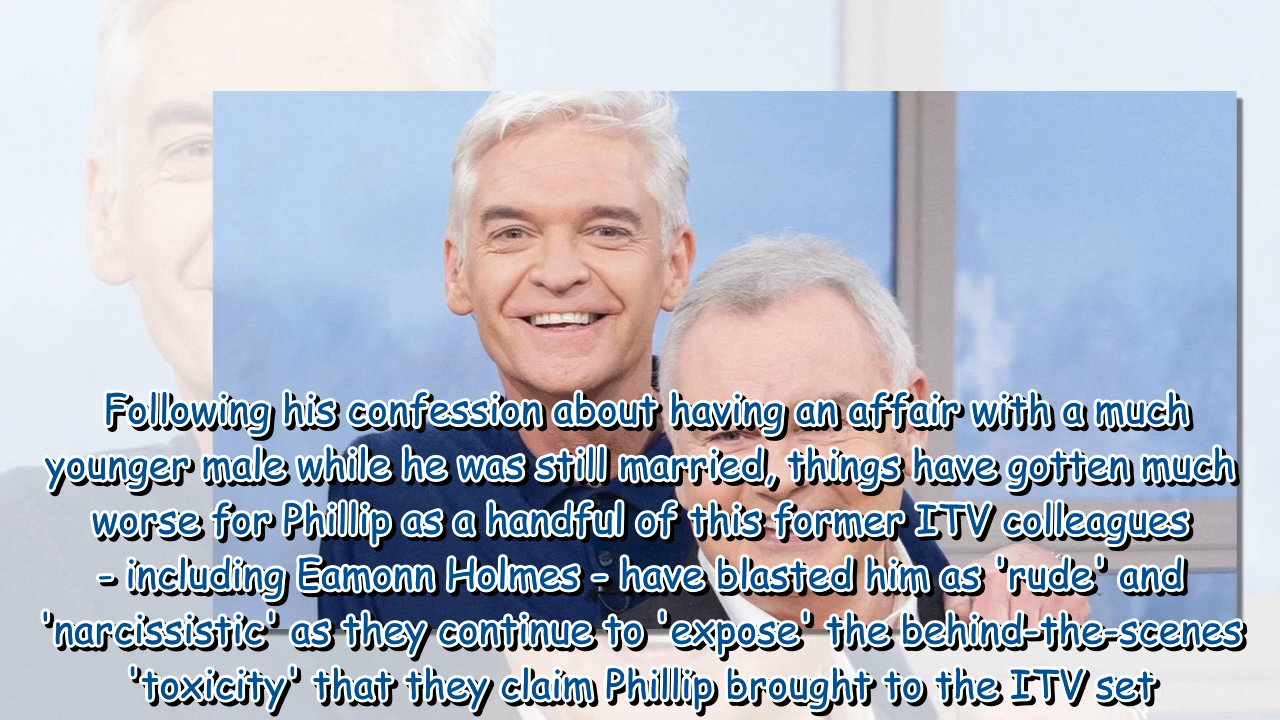 Following his confession about having an affair with a much
younger male while he was still married, things have gotten much
worse for Phillip as a handful of this former ITV colleagues
- including Eamonn Holmes - have blasted him as 'rude' and
'narcissistic' as they continue to 'expose' the behind-the-scenes
'toxicity' that they claim Phillip brought to the ITV set